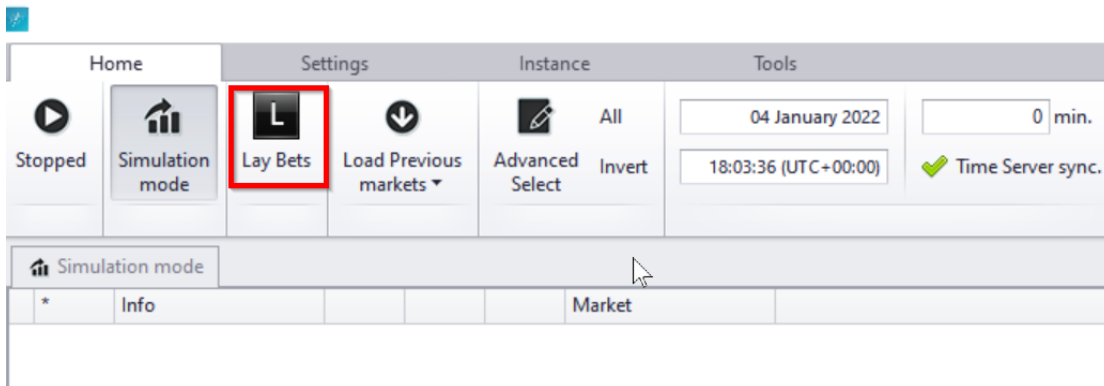 Home Settings Instance Tools
Stopped
Simulation
mode
L
Lay Bets
Load Previous
markets
Advanced
Select
All
Invert
04 January 2022
18:03:36 (UTC+00:00)
0 min.
Time Server sync.
Simulation mode
* Info Market